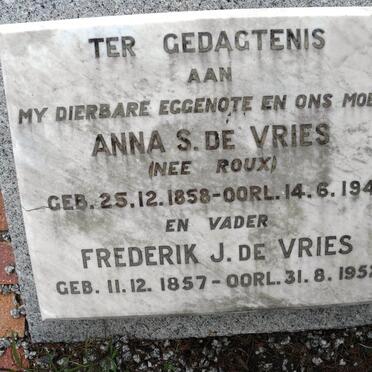 TER GEDAGTENIS
AAN
MY DIERBARE EGGENOTE EN ONS MOE
ANNA S. DE VRIES
(NEE ROUX)
GEB. 25.12.1858-OORL. 14.6.194
EN VADER
FREDERIK J. DE VRIES
GEB. 11.12.1857-OORL. 31.8.195